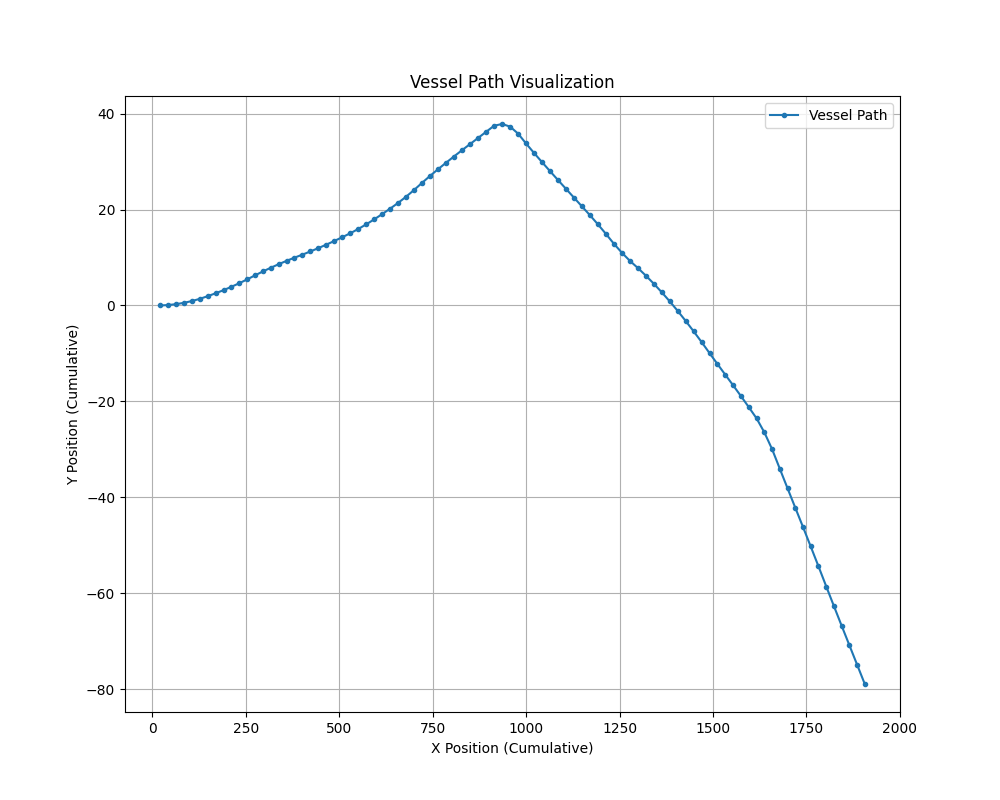 Vessel Path Visualization
Vessel Path
40
20
0
−20
−40
−60
−80
Y Position (Cumulative)
0 250 500 750 1000 1250 1500 1750 2000
X Position (Cumulative)